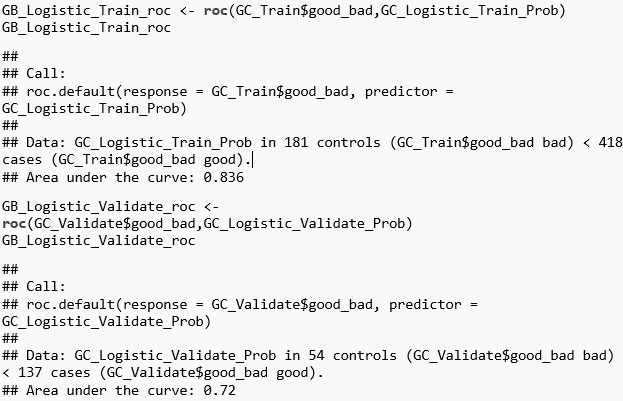 GB_Logistic_Train_roc <- roc(GC_Train$good_bad,GC_Logistic_Train_Prob)
GB_Logistic_Train_roc
##
## Call:
## roc.default(response = GC_Train$good_bad, predictor =
GC_Logistic_Train_Prob)
##
## Data: GC_Logistic_Train_Prob in 181 controls (GC_Train$good_bad bad) < 418
cases (GC_Train$good_bad good).
## Area under the curve: 0.836
GB_Logistic_Validate_roc <-
roc(GC_Validate$good_bad,GC_Logistic_Validate_Prob)
GB_Logistic_Validate_roc
##
## Call:
## roc.default(response = GC_Validate$good_bad, predictor =
GC_Logistic_Validate_Prob)
##
## Data: GC_Logistic_Validate_Prob in 54 controls (GC_Validate$good_bad bad)
< 137 cases (GC_Validate$good_bad good).
## Area under the curve: 0.72